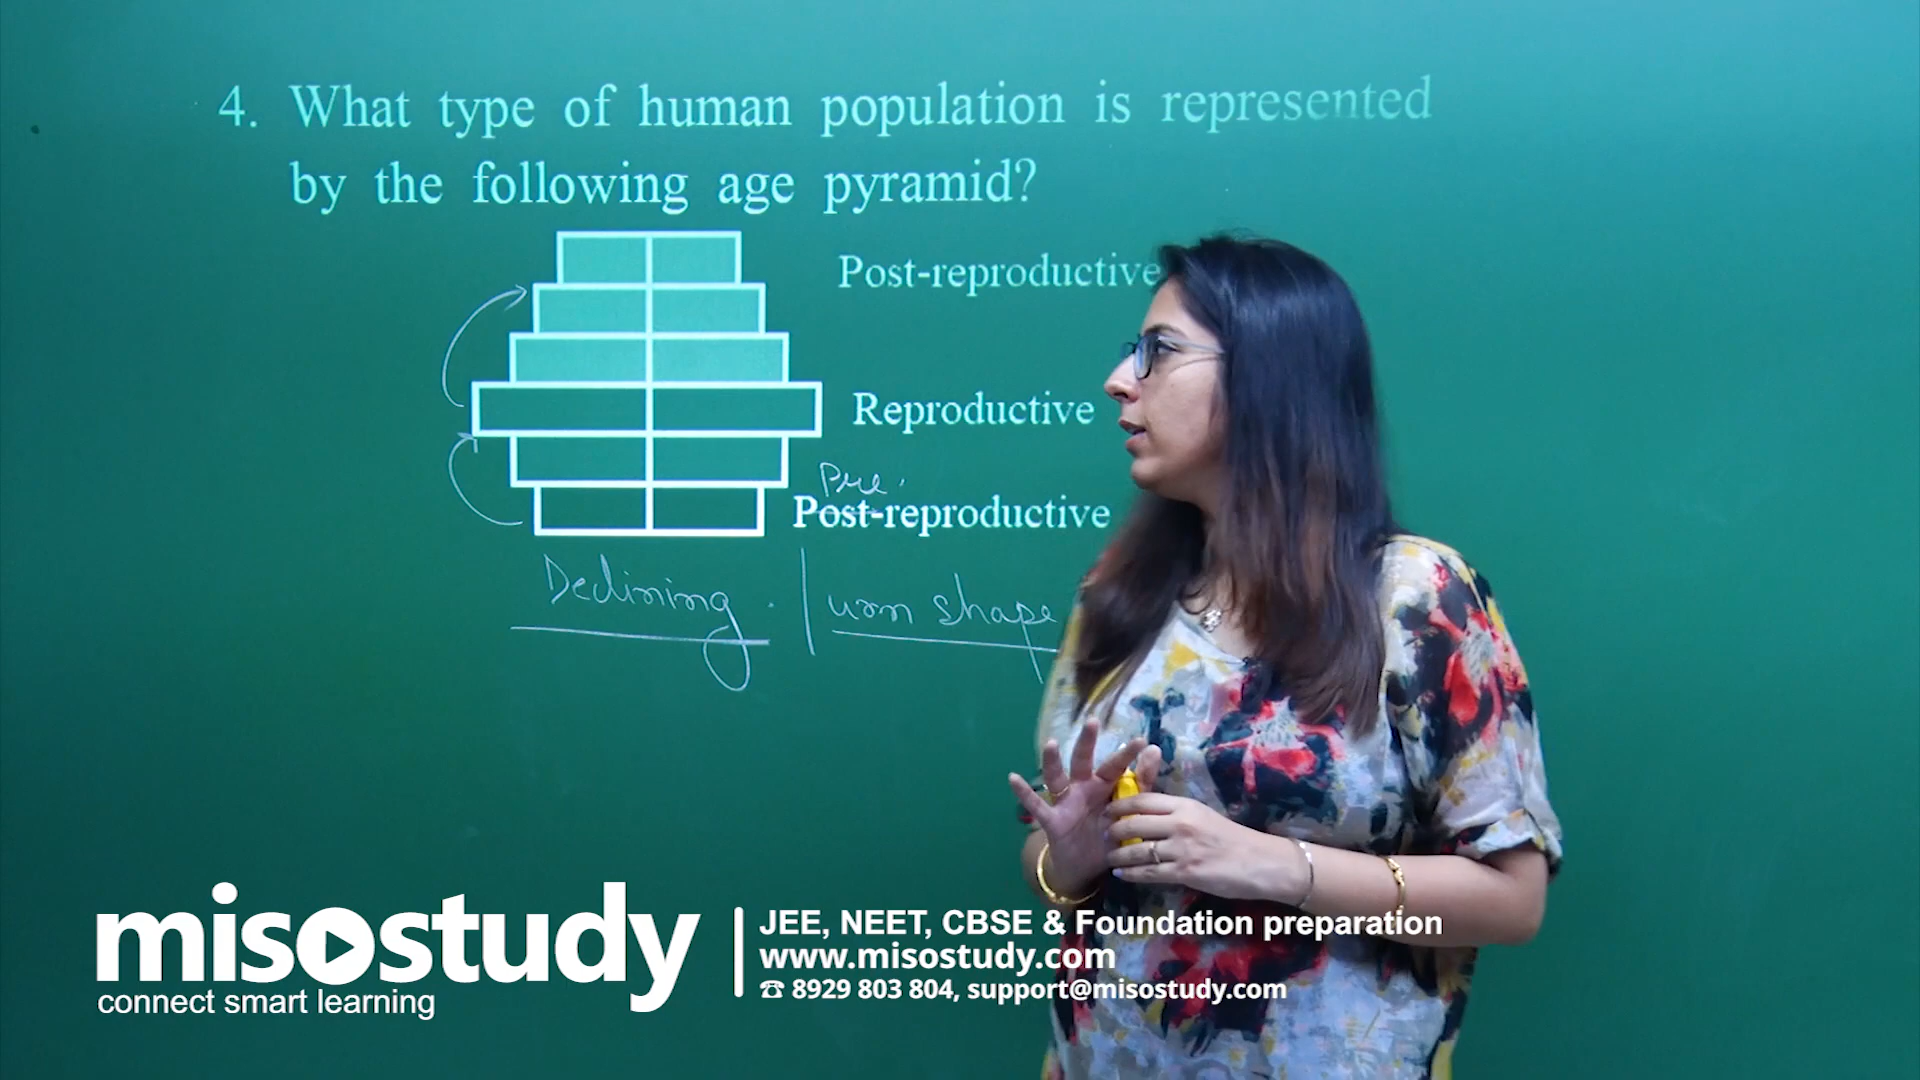 4. What type of human population is represented
by the following age pyramid?
Post-reproductive
Reproductive
Pre.
Post-reproductive
Declining. | urn shape
misostudy
connect smart learning
JEE, NEET, CBSE & Foundation preparation
www.misostudy.com
☎ 8929 803 804, support@misostudy.com